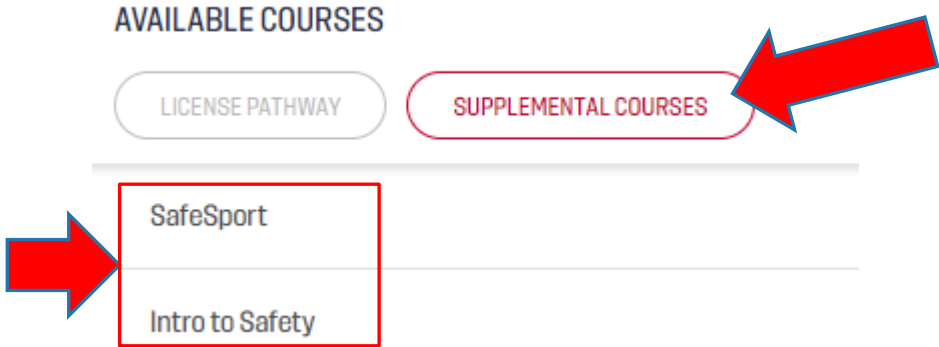 AVAILABLE COURSES
LICENSE PATHWAY
SUPPLEMENTAL COURSES
SafeSport
Intro to Safety